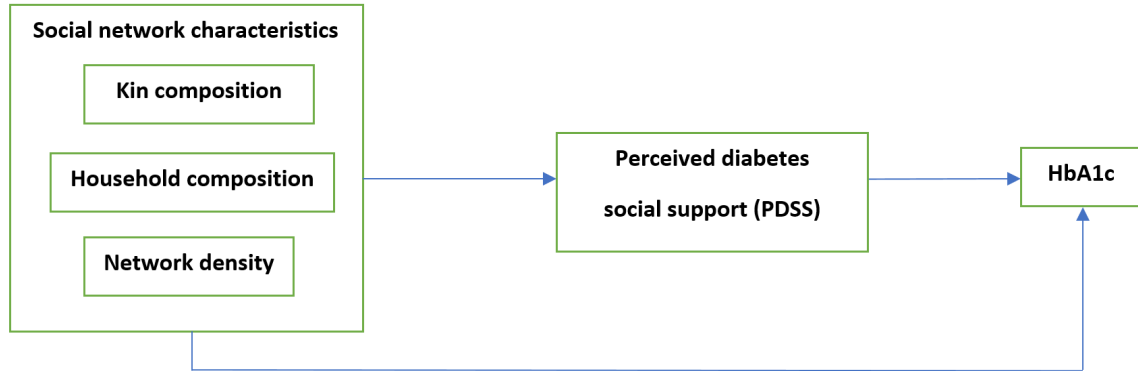 Social network characteristics
Kin composition
Household composition
Network density
Perceived diabetes
social support (PDSS)
HbA1c